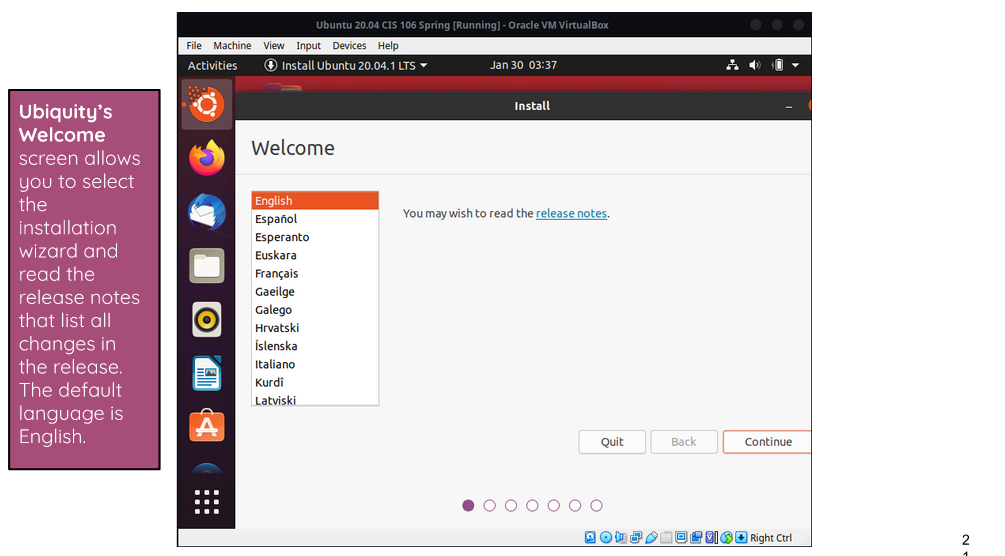 Ubuntu 20.04 CIS 106 Spring [Running] - Oracle VM VirtualBox
File Machine View Input Devices Help
Activities Install Ubuntu 20.04.1 LTS Jan 30 03:37
Install
Welcome
English
Español
Esperanto
Euskara
Français
Gaeilge
Galego
Hrvatski
Íslenska
Italiano
Kurdî
Latviski
You may wish to read the release notes.
Quit Back Continue
Right Ctrl
Ubiquity’s
Welcome
screen allows
you to select
the
installation
wizard and
read the
release notes
that list all
changes in
the release.
The default
language is
English.
2
1